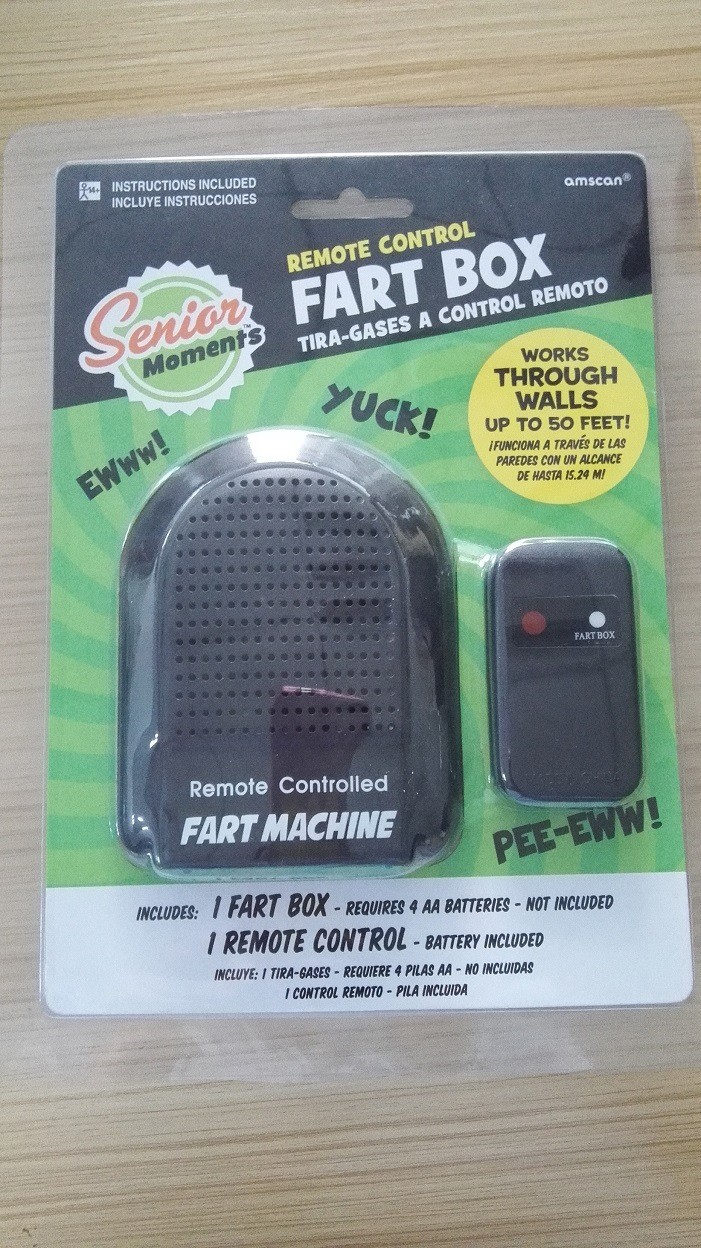 14+
INSTRUCTIONS INCLUDED
INCLUYE INSTRUCCIONES
amscan®
REMOTE CONTROL
FART BOX
TIRA-GASES A CONTROL REMOTO
Senior
Moments™
WORKS
THROUGH
WALLS
UP TO 50 FEET!
¡FUNCIONA A TRAVÉS DE LAS
PAREDES CON UN ALCANCE
DE HASTA 15.24 M!
YUCK!
EWWW!
FART BOX
Remote Controlled
FART MACHINE
PEE-EWW!
INCLUDES: 1 FART BOX - REQUIRES 4 AA BATTERIES - NOT INCLUDED
1 REMOTE CONTROL - BATTERY INCLUDED
INCLUYE: 1 TIRA-GASES - REQUIERE 4 PILAS AA - NO INCLUIDAS
1 CONTROL REMOTO - PILA INCLUIDA